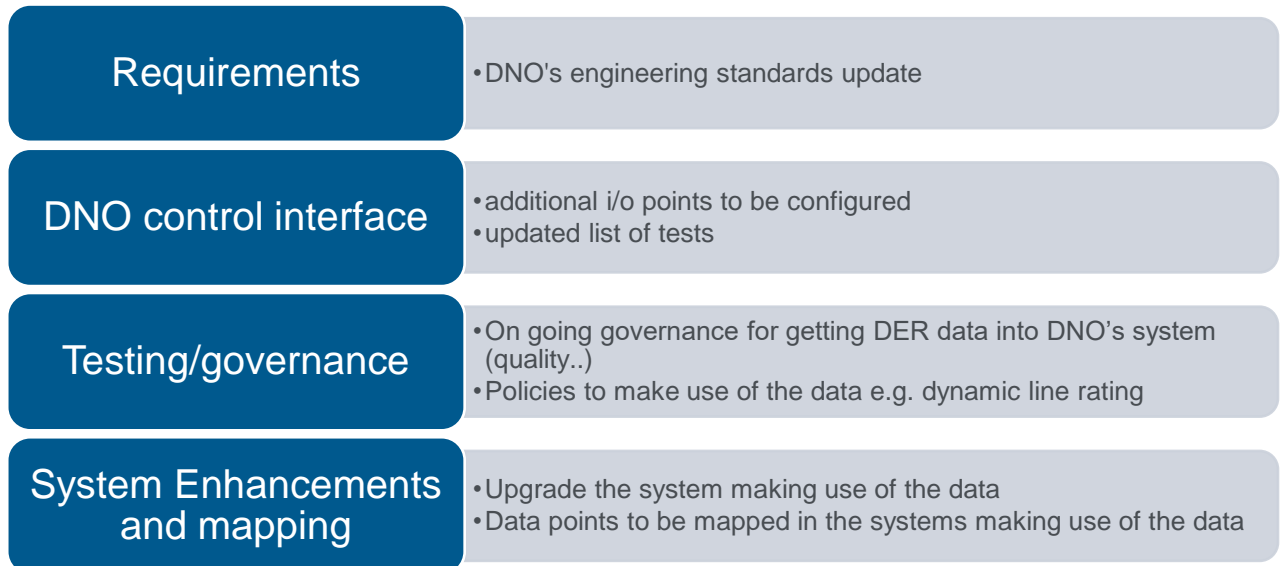 Requirements
•DNO's engineering standards update
DNO control interface
•additional i/o points to be configured
•updated list of tests
Testing/governance
•On going governance for getting DER data into DNO’s system
(quality..)
•Policies to make use of the data e.g. dynamic line rating
System Enhancements
and mapping
•Upgrade the system making use of the data
•Data points to be mapped in the systems making use of the data